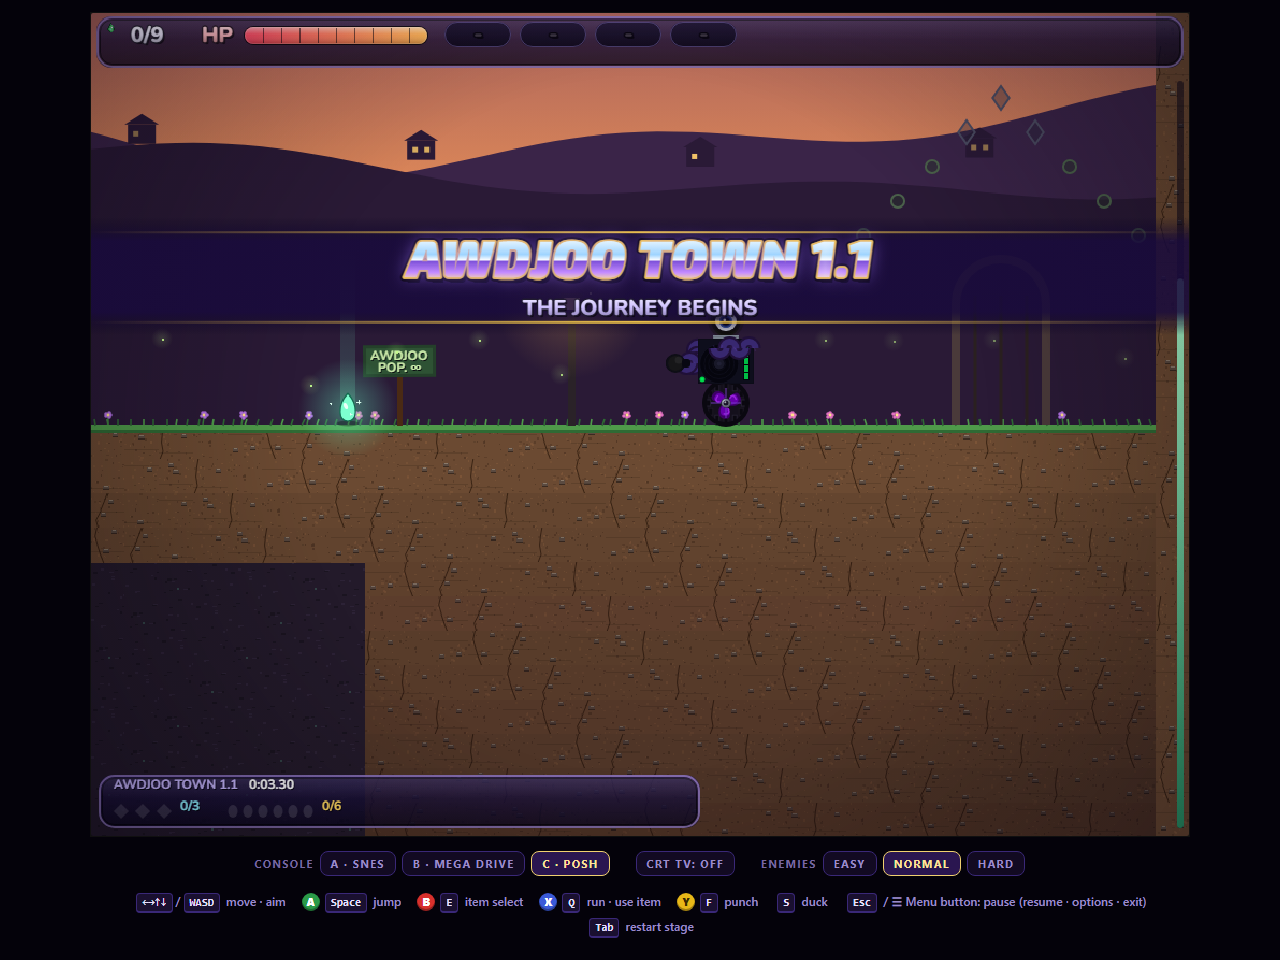 0/9 HP
AWDJOO TOWN 1.1
THE JOURNEY BEGINS
AWDJOO
POP. ∞
AWDJOO TOWN 1.1 0:03.30
0/3 0/6
CONSOLE A · SNES B · MEGA DRIVE C · POSH CRT TV: OFF ENEMIES EASY NORMAL HARD
↔↑↓ / WASD move · aim A Space jump B E item select X Q run · use item Y F punch S duck Esc / ☰ Menu button: pause (resume · options · exit)
Tab restart stage